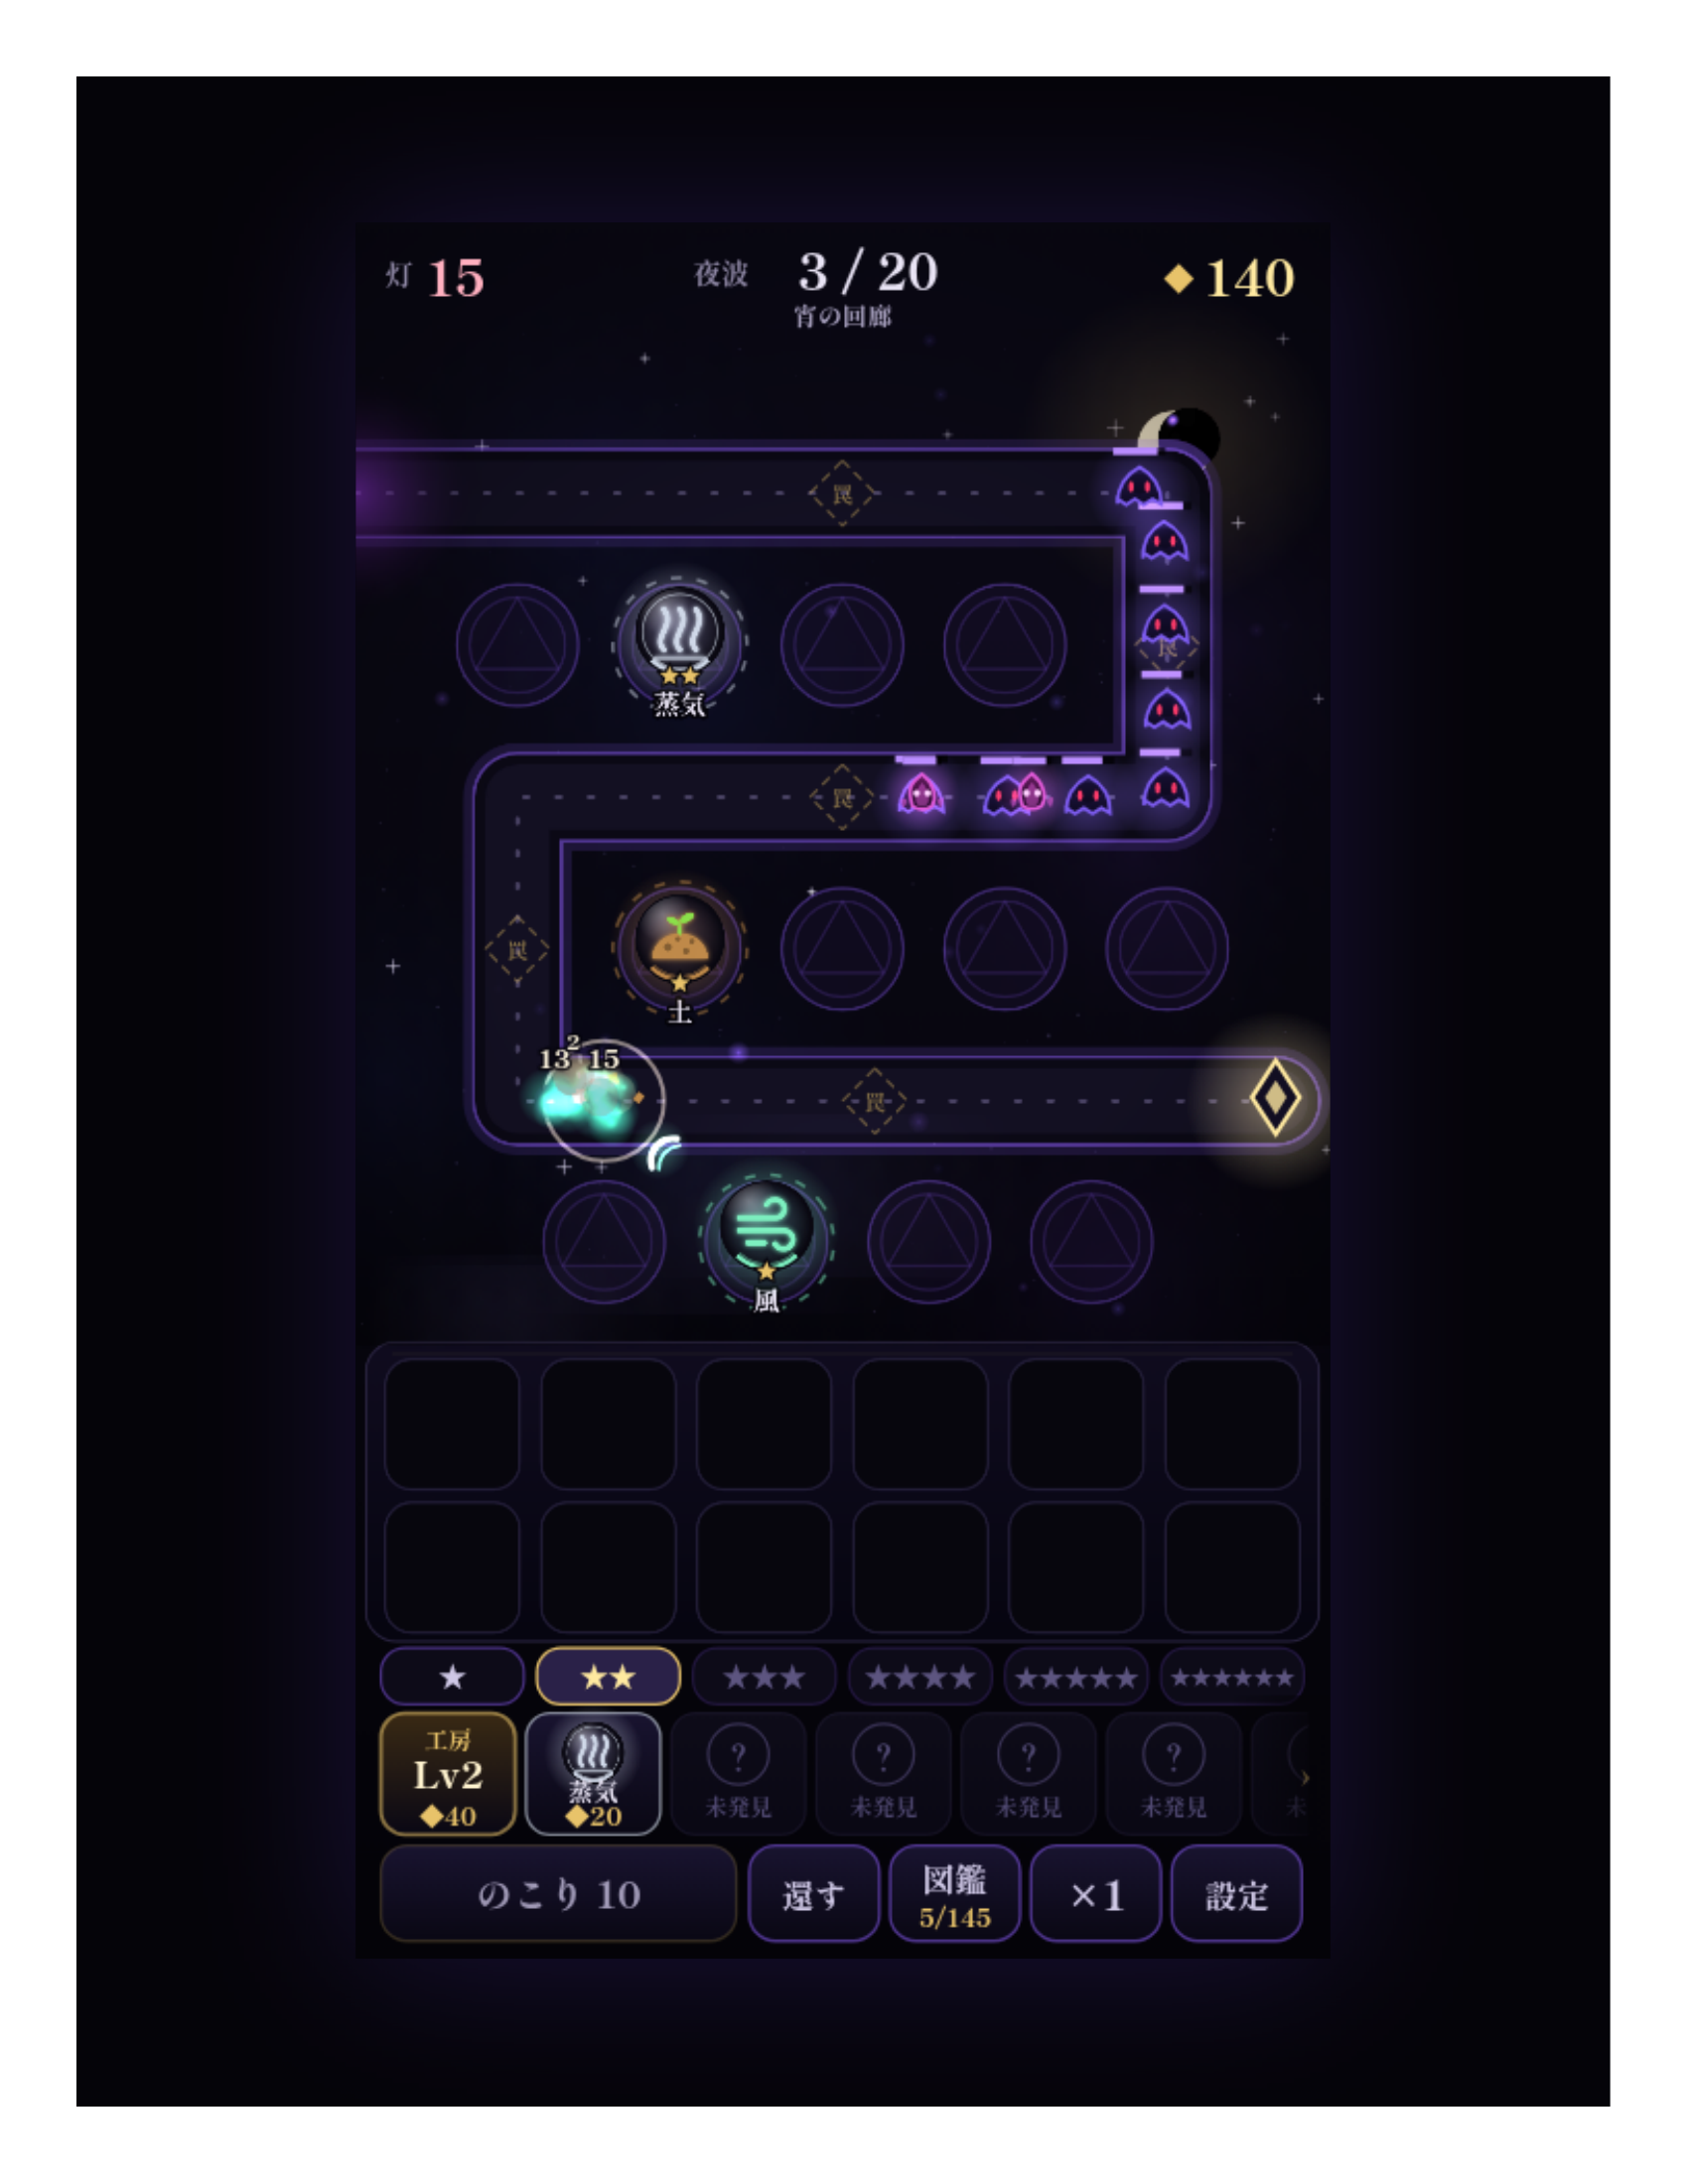 灯 15
夜波 3 / 20
◆140
宵の回廊
罠
罠
蒸気
罠
罠
土
13 2 15
罠
風
★
★★
★★★
★★★★
★★★★★
★★★★★★
工房
Lv2
◆40
蒸気
◆20
?
未発見
?
未発見
?
未発見
?
未発見
未
›
のこり 10
還す
図鑑
5/145
×1
設定